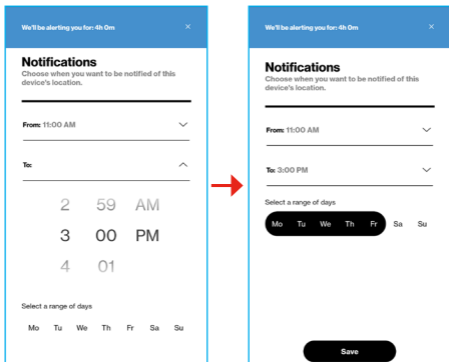 We'll be alerting you for: 4h 0m ×
Notifications
Choose when you want to be notified of this
device's location.
From: 11:00 AM
To:
2 59 AM
3 00 PM
4 01
Select a range of days
Mo Tu We Th Fr Sa Su
We'll be alerting you for: 4h 0m ×
Notifications
Choose when you want to be notified of this
device's location.
From: 11:00 AM
To: 3:00 PM
Select a range of days
Mo Tu We Th Fr Sa Su
Save